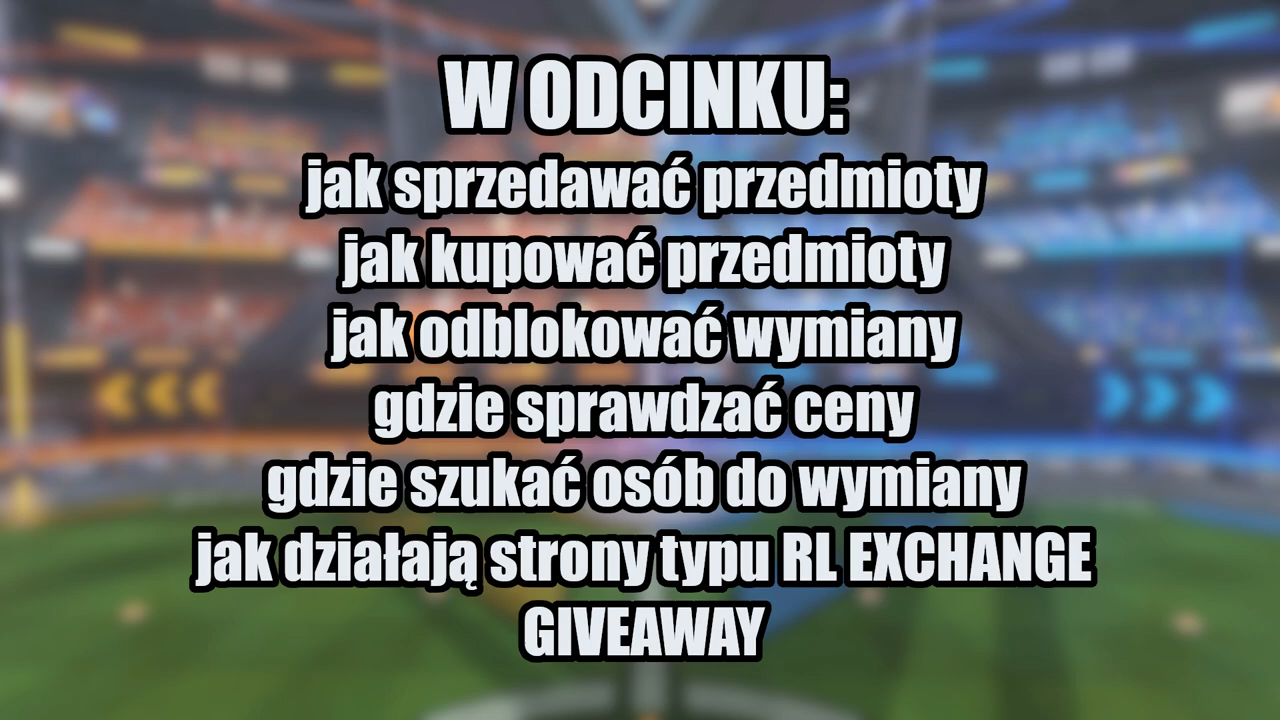 W ODCINKU:
jak sprzedawać przedmioty
jak kupować przedmioty
jak odblokować wymiany
gdzie sprawdzać ceny
gdzie szukać osób do wymiany
jak działają strony typu RL EXCHANGE
GIVEAWAY